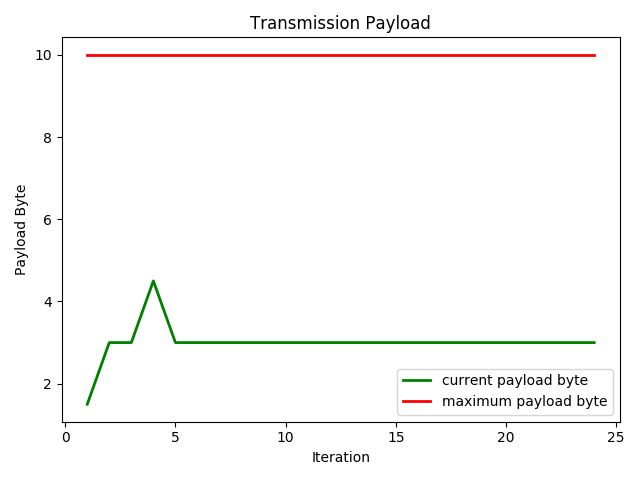 Transmission Payload
10
8
6
4
2
Payload Byte
0
5
10
15
20
25
Iteration
current payload byte
maximum payload byte